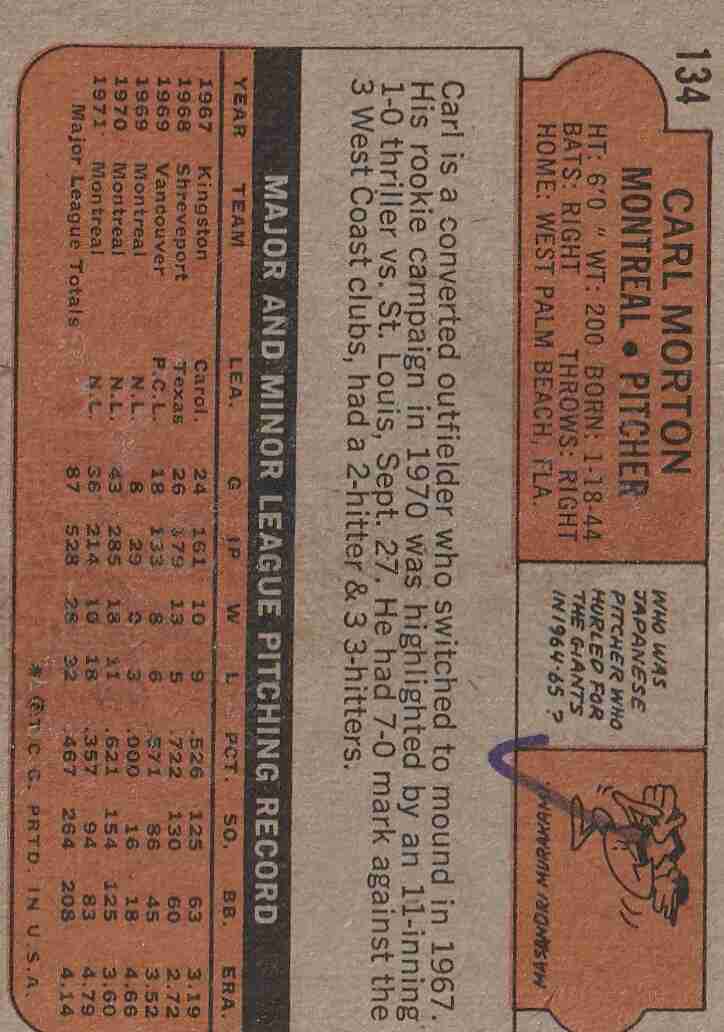 134
CARL MORTON
MONTREAL • PITCHER
HT: 6'0 " WT: 200 BORN: 1-18-44
BATS: RIGHT THROWS: RIGHT
HOME: WEST PALM BEACH, FLA.
WHO WAS
JAPANESE
PITCHER WHO
HURLED FOR
THE GIANTS
IN 1964-65?
MASANORI MURAKAMI.
Carl is a converted outfielder who switched to mound in 1967.
His rookie campaign in 1970 was highlighted by an 11-inning
1-0 thriller vs. St. Louis, Sept. 27. He had 7-0 mark against the
3 West Coast clubs, had a 2-hitter & 3 3-hitters.
MAJOR AND MINOR LEAGUE PITCHING RECORD
YEAR TEAM LEA. G IP W L PCT. SO. BB. ERA.
1967 Kingston Carol. 24 161 10 9 .526 125 63 3.19
1968 Shreveport Texas 26 179 13 5 .722 130 60 2.72
1969 Vancouver P.C.L. 18 133 8 6 .571 86 45 3.52
1969 Montreal N.L. 8 29 0 3 .000 16 18 4.66
1970 Montreal N.L. 43 285 18 11 .621 154 125 3.60
1971 Montreal N.L. 36 214 10 18 .357 94 83 4.79
Major League Totals 87 528 28 32 .467 264 208 4.14
* © T.C.G. PRTD. IN U.S.A.